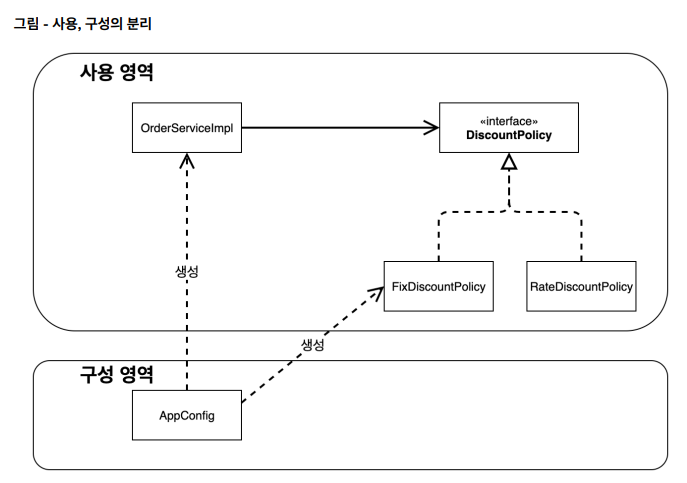 그림 - 사용, 구성의 분리
사용 영역
OrderServiceImpl
«interface»
DiscountPolicy
생성
FixDiscountPolicy
RateDiscountPolicy
생성
구성 영역
AppConfig